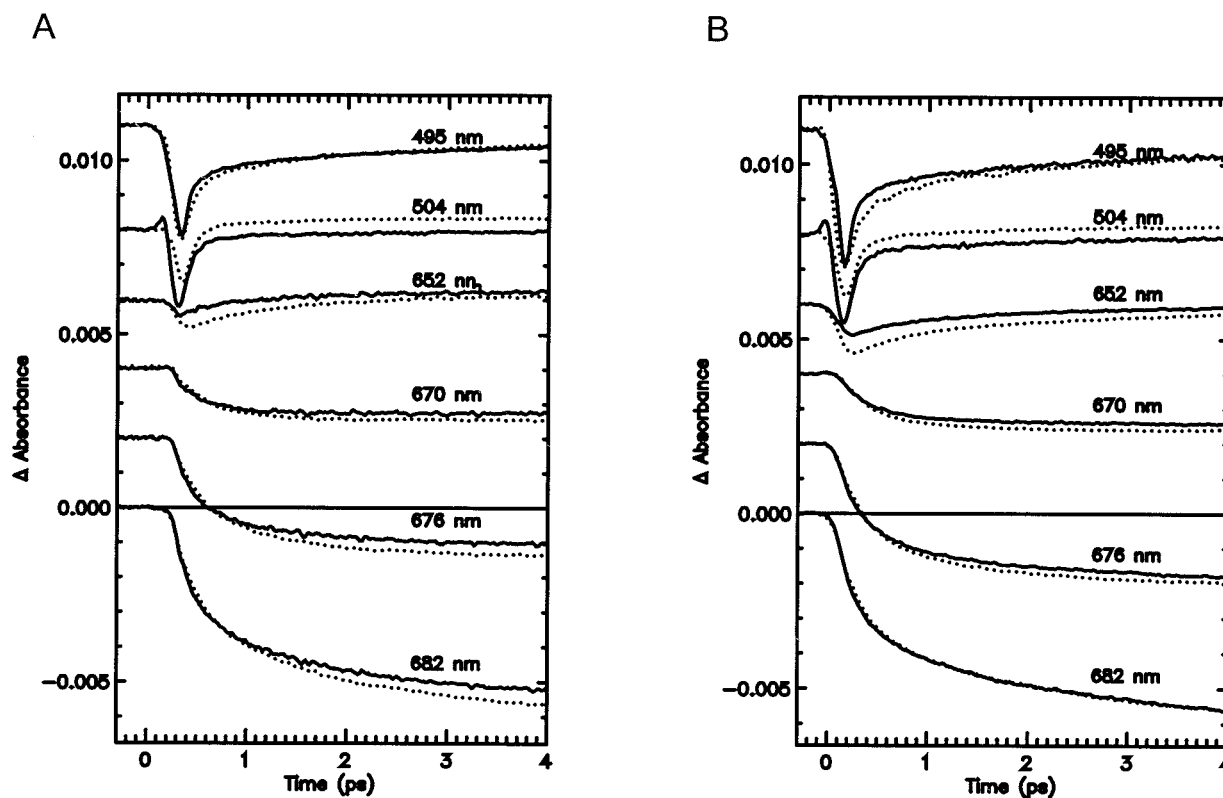 A
B
0.010
0.005
0.000
−0.005
Δ Absorbance
495 nm
504 nm
652 nn
670 nm
676 nm
682 nm
0
1
2
3
4
Time (ps)
0.010
0.005
0.000
−0.005
Δ Absorbance
495 nm
504 nm
652 nm
670 nm
676 nm
682 nm
0
1
2
3
4
Time (ps)